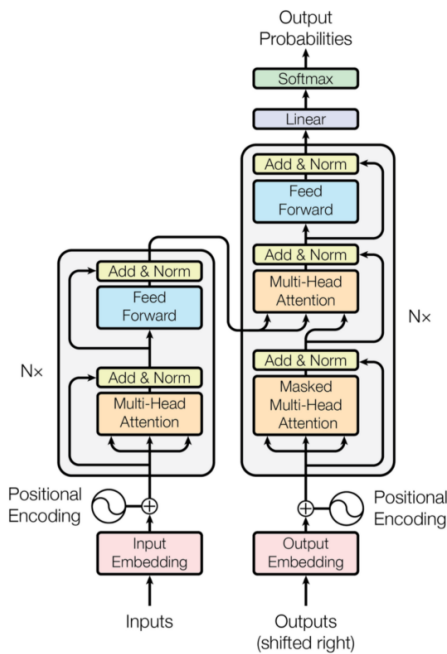 Output
Probabilities
Softmax
Linear
Add & Norm
Feed
Forward
Add & Norm
Multi-Head
Attention
Add & Norm
Masked
Multi-Head
Attention
N×
Add & Norm
Feed
Forward
Add & Norm
Multi-Head
Attention
N×
Positional
Encoding
Positional
Encoding
Input
Embedding
Output
Embedding
Inputs
Outputs
(shifted right)